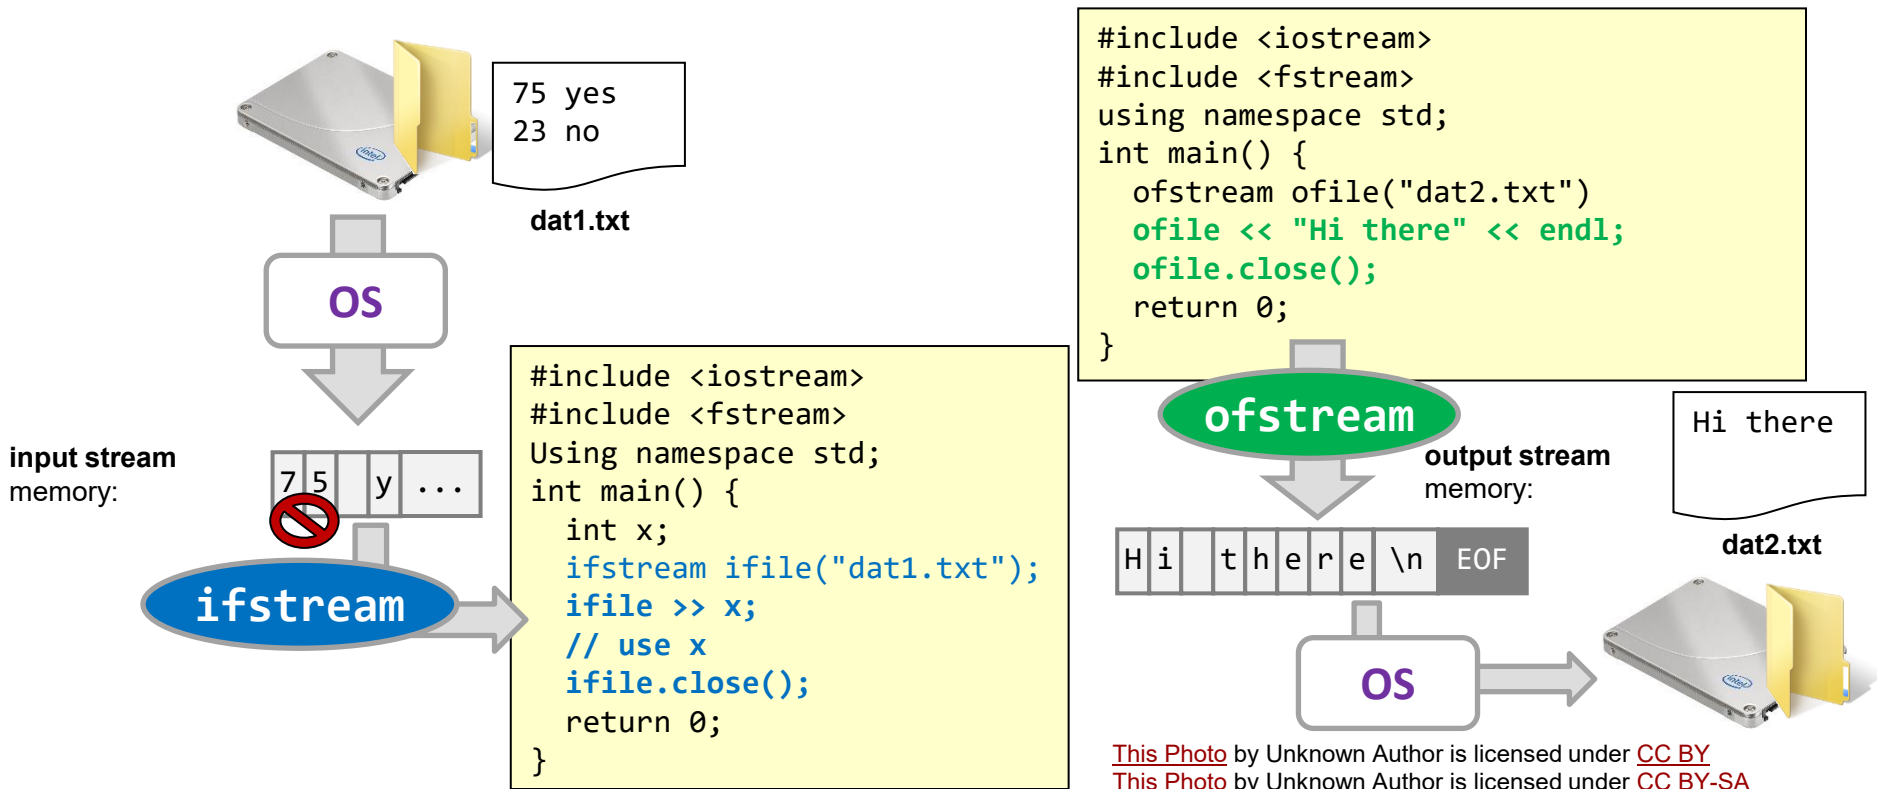 75 yes
23 no
dat1.txt
OS
input stream
memory:
7 5 y ...
ifstream
#include <iostream>
#include <fstream>
Using namespace std;
int main() {
  int x;
  ifstream ifile("dat1.txt");
  ifile >> x;
  // use x
  ifile.close();
  return 0;
}
#include <iostream>
#include <fstream>
using namespace std;
int main() {
  ofstream ofile("dat2.txt")
  ofile << "Hi there" << endl;
  ofile.close();
  return 0;
}
ofstream
output stream
memory:
H i t h e r e \n EOF
Hi there
dat2.txt
OS
(intel)
(intel)
This Photo by Unknown Author is licensed under CC BY
This Photo by Unknown Author is licensed under CC BY-SA